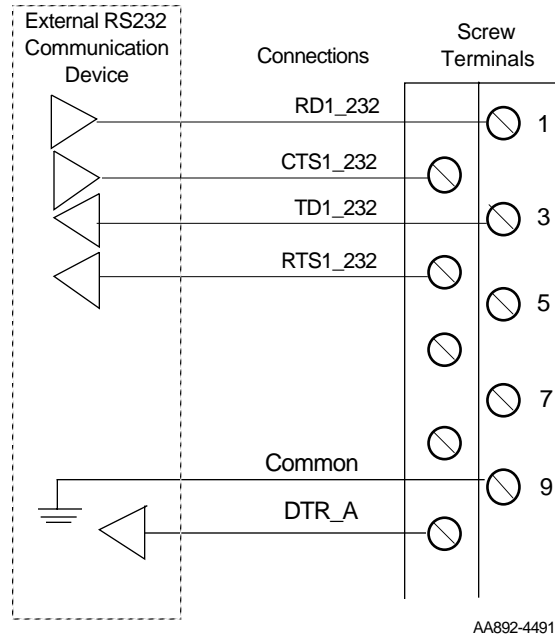 External RS232
Communication
Device
Connections
Screw
Terminals
RD1_232
1
CTS1_232
TD1_232
3
RTS1_232
5
7
Common
9
DTR_A
AA892-4491